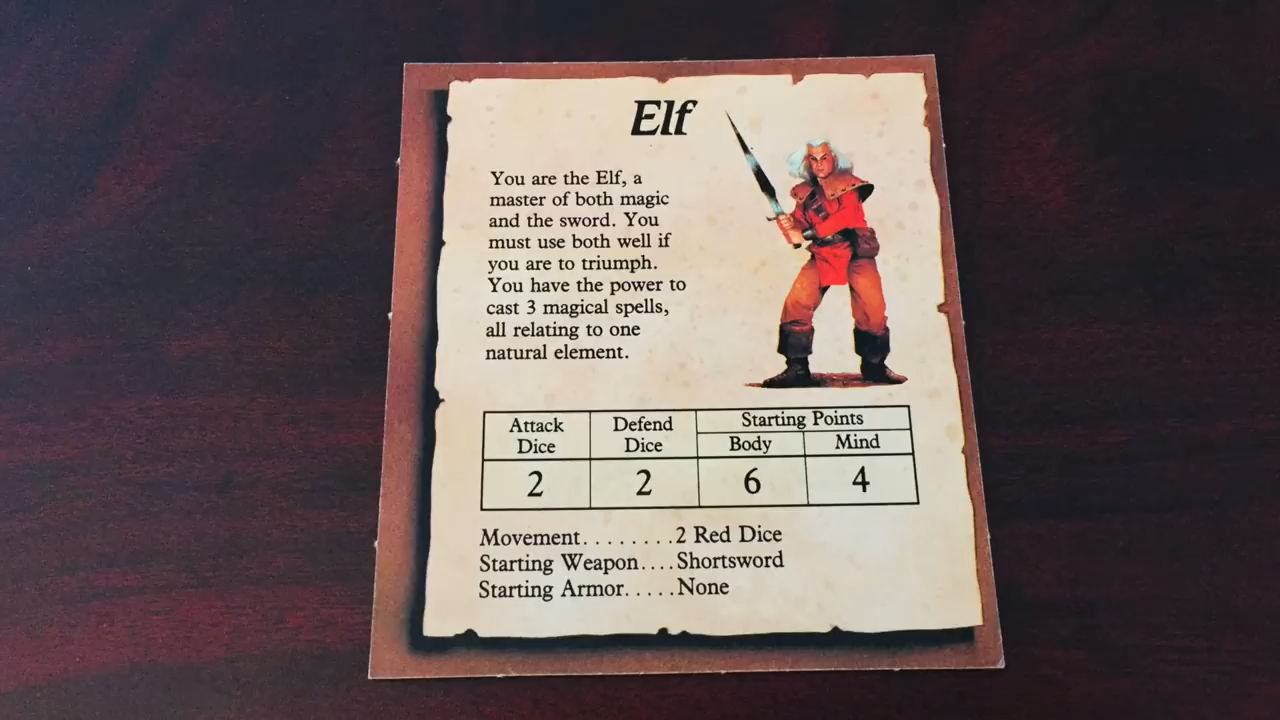 Elf
You are the Elf, a
master of both magic
and the sword. You
must use both well if
you are to triumph.
You have the power to
cast 3 magical spells,
all relating to one
natural element.
Attack Dice Defend Dice Starting Points
Body Mind
2 2 6 4
Movement........2 Red Dice
Starting Weapon....Shortsword
Starting Armor.....None